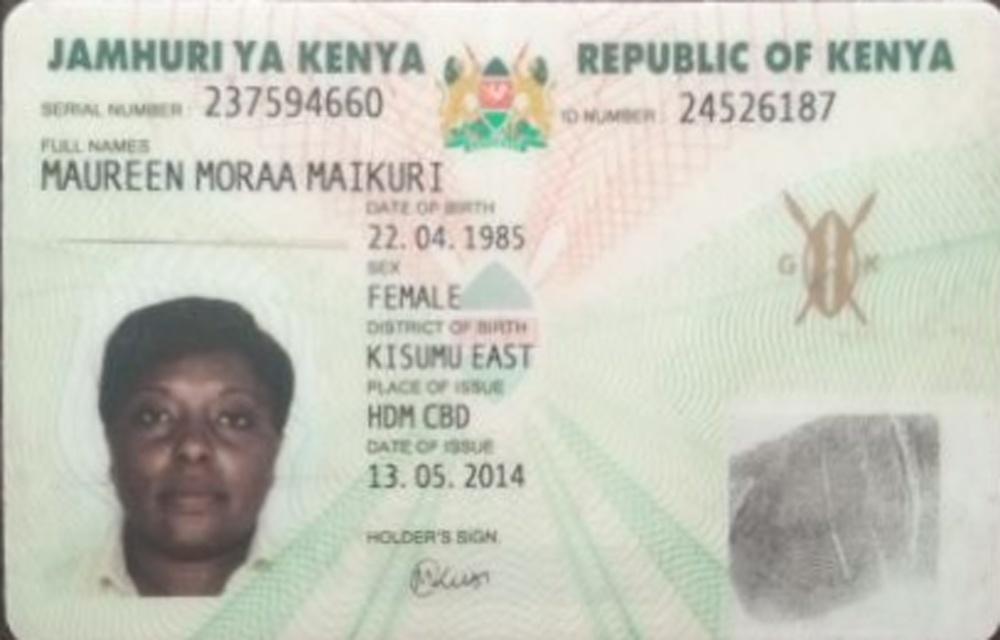 JAMHURI YA KENYA REPUBLIC OF KENYA
SERIAL NUMBER: 237594660 ID NUMBER: 24526187
FULL NAMES
MAUREEN MORAA MAIKURI
DATE OF BIRTH
22. 04. 1985
SEX
FEMALE
DISTRICT OF BIRTH
KISUMU EAST
PLACE OF ISSUE
HDM CBD
DATE OF ISSUE
13. 05. 2014
HOLDER'S SIGN.
G K